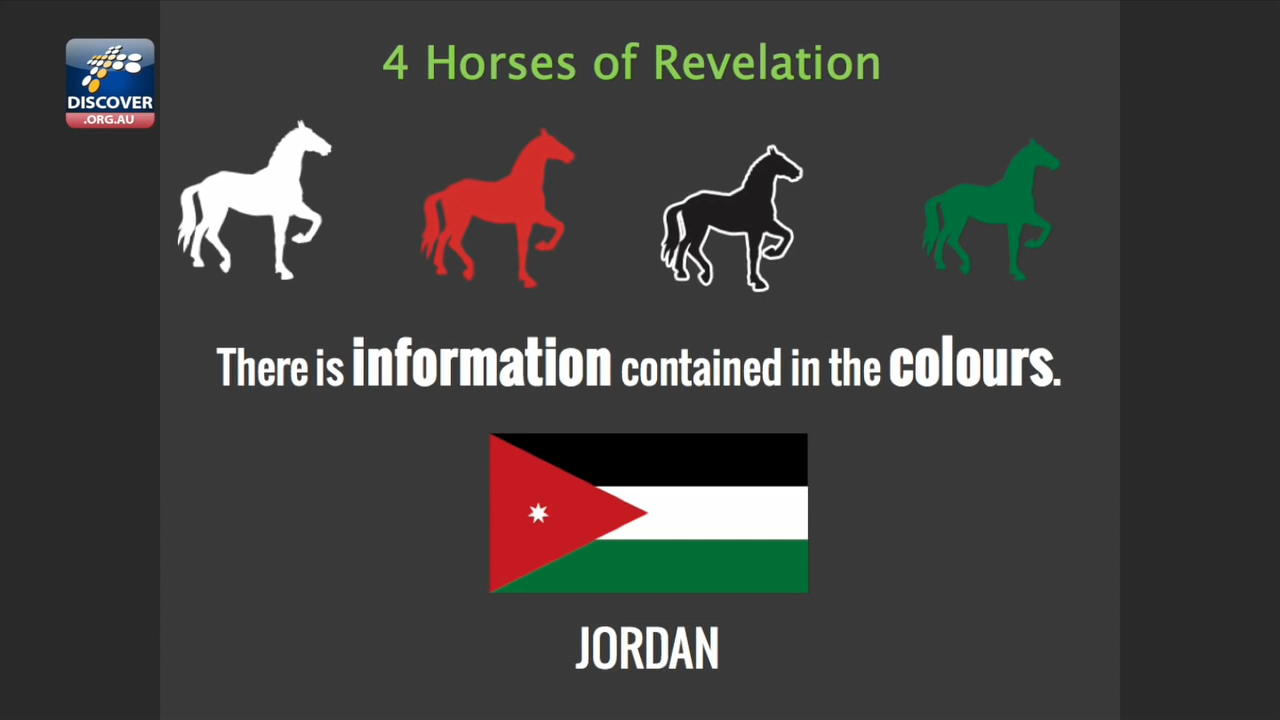 4 Horses of Revelation
DISCOVER
.ORG.AU
There is information contained in the colours.
JORDAN